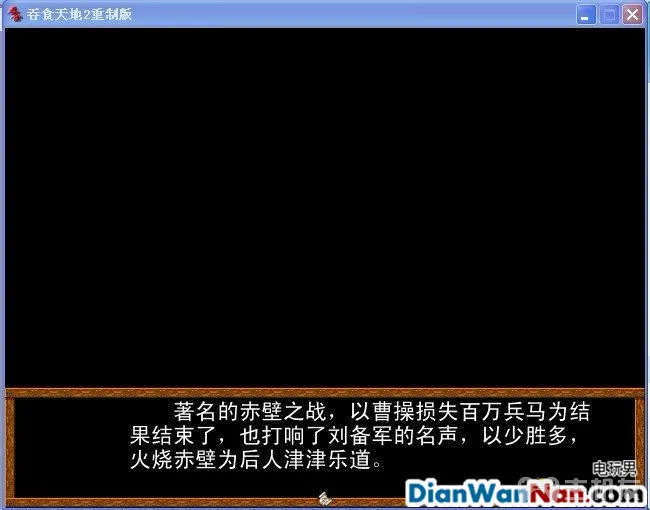 吞食天地2重制版
著名的赤壁之战，以曹操损失百万兵马为结
果结束了，也打响了刘备军的名声，以少胜多，
火烧赤壁为后人津津乐道。
电玩男
DianWanNan.com